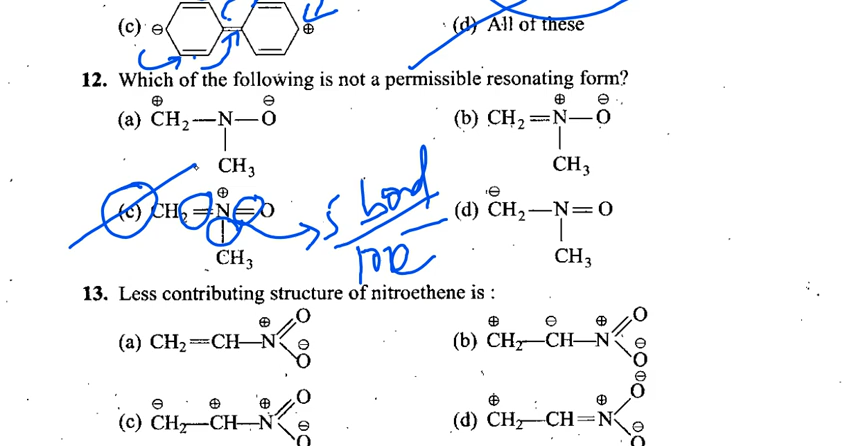 (c) ⊖ ⊕ (d) All of these
12. Which of the following is not a permissible resonating form?
⊕ ⊖ ⊕ ⊖
(a) CH₂—N—O (b) CH₂=N—O
CH₃ CH₃
⊕ ⊖
(c) CH₂=N=O 5 bond (d) CH₂—N=O
CH₃ CH₃
13. Less contributing structure of nitroethene is :
⊕ O ⊕ ⊖ ⊕ O
(a) CH₂=CH—N ⊖ (b) CH₂—CH—N ⊖
O O
⊖ ⊕ ⊕ O ⊕ ⊕ O ⊖
(c) CH₂—CH—N ⊖ (d) CH₂—CH=N ⊖
O O